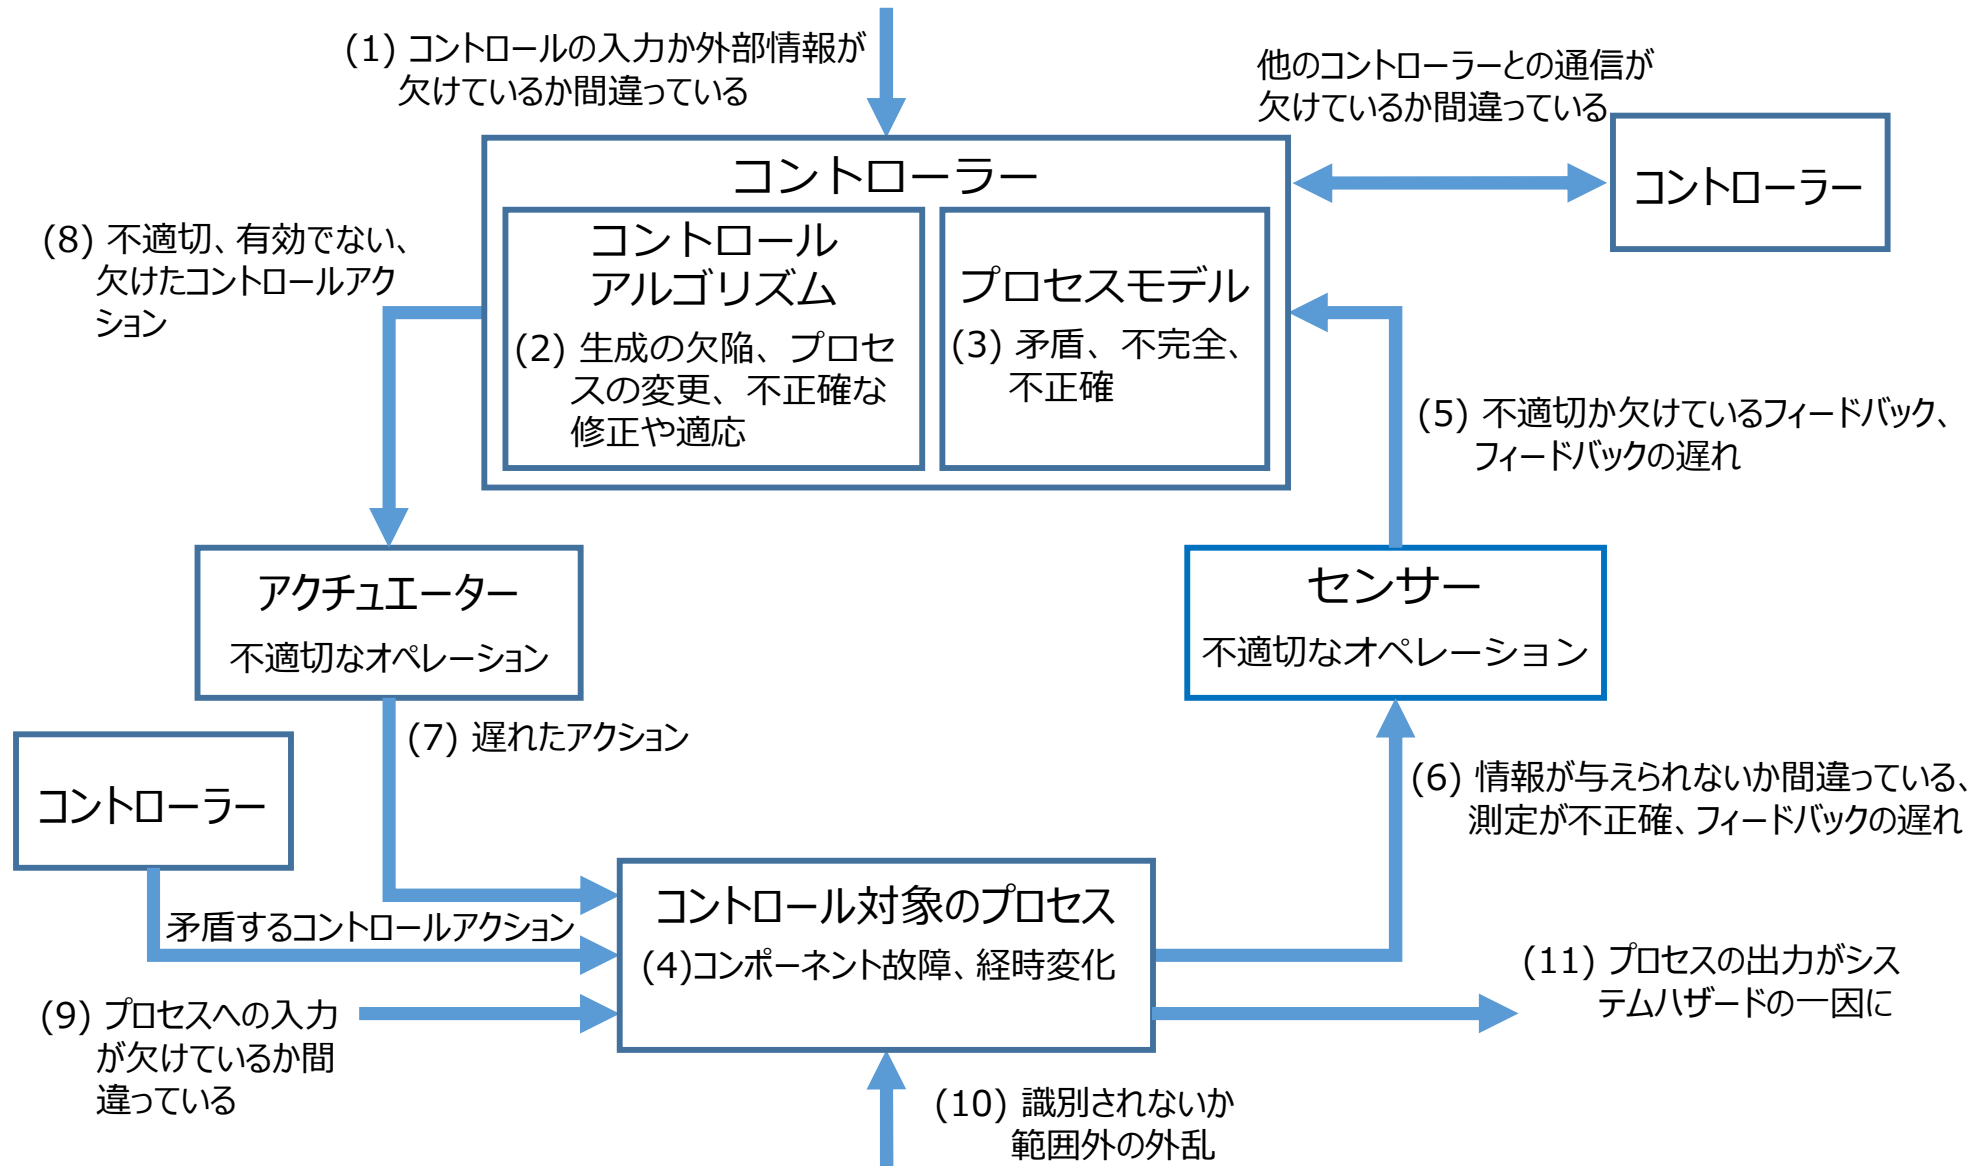 (1) コントロールの入力か外部情報が
欠けているか間違っている
他のコントローラーとの通信が
欠けているか間違っている
コントローラー
コントローラー
(8) 不適切、有効でない、
欠けたコントロールアク
ション
コントロール
アルゴリズム
(2) 生成の欠陥、プロセ
スの変更、不正確な
修正や適応
プロセスモデル
(3) 矛盾、不完全、
不正確
(5) 不適切か欠けているフィードバック、
フィードバックの遅れ
アクチュエーター
不適切なオペレーション
センサー
不適切なオペレーション
(7) 遅れたアクション
コントローラー
(6) 情報が与えられないか間違っている、
測定が不正確、フィードバックの遅れ
矛盾するコントロールアクション
コントロール対象のプロセス
(4)コンポーネント故障、経時変化
(9) プロセスへの入力
が欠けているか間
違っている
(11) プロセスの出力がシス
テムハザードの一因に
(10) 識別されないか
範囲外の外乱